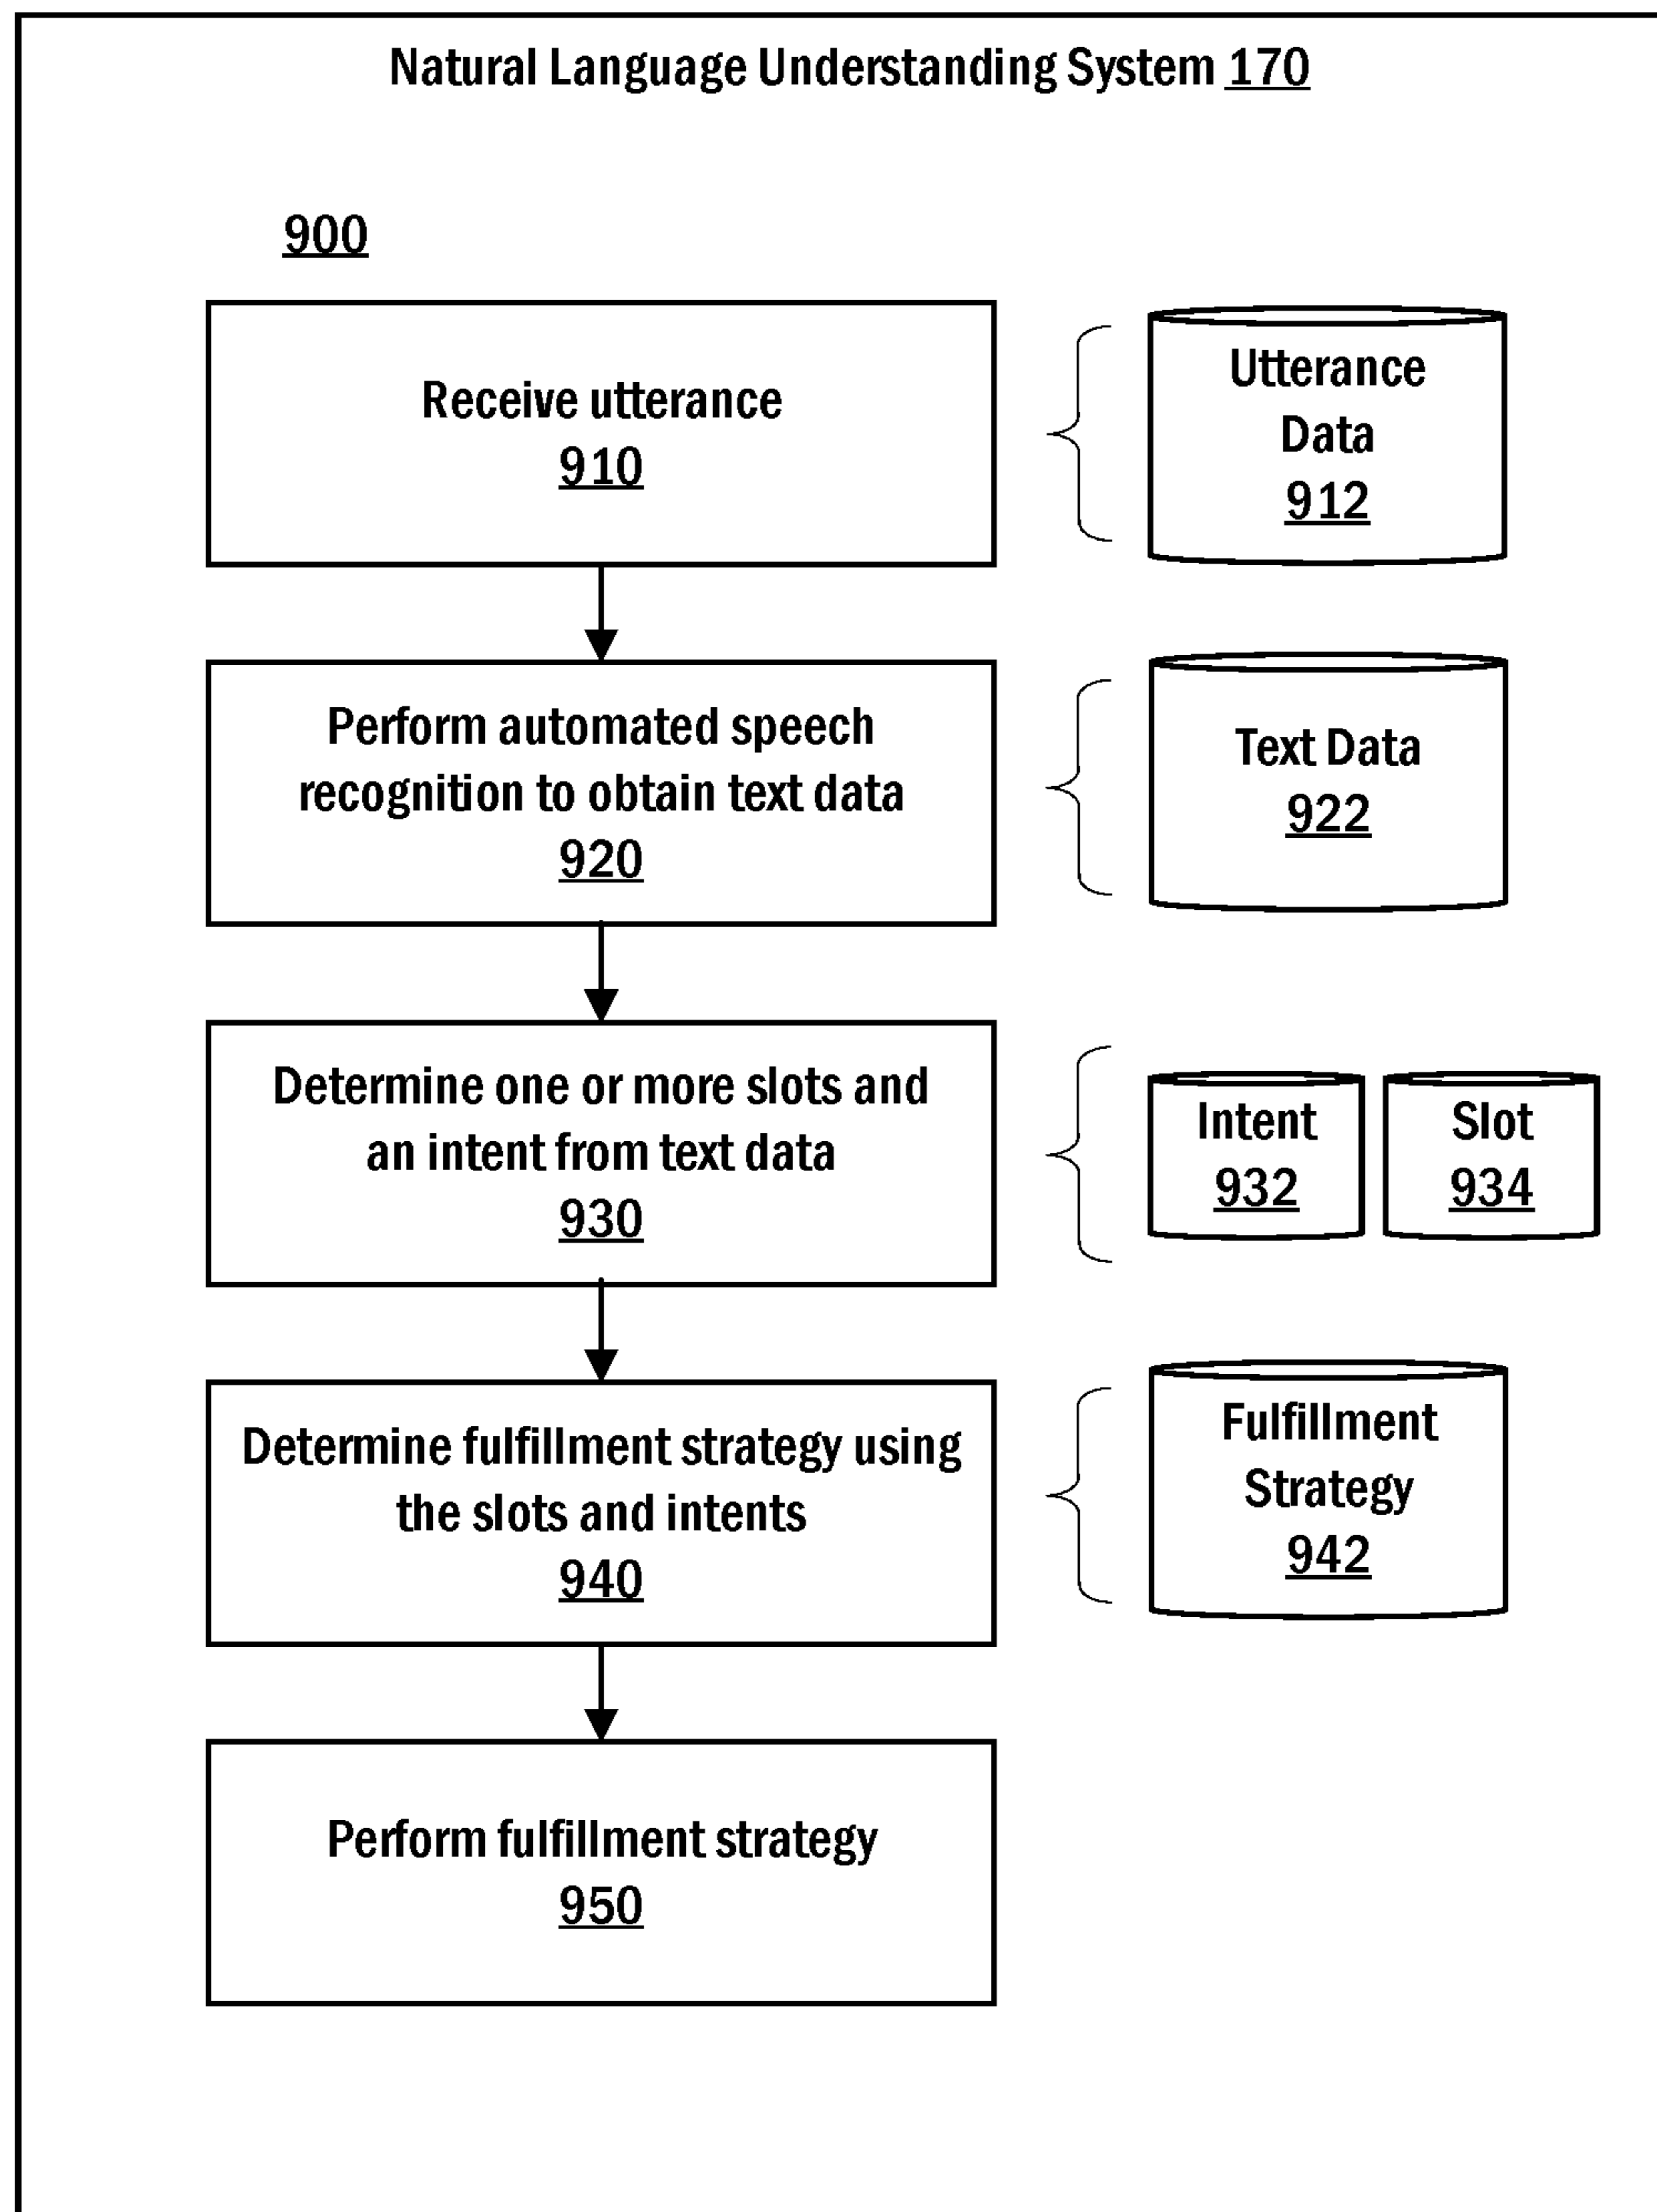 Natural Language Understanding System 170
900
Receive utterance
910
Utterance
Data
912
Perform automated speech
recognition to obtain text data
920
Text Data
922
Determine one or more slots and
an intent from text data
930
Intent
932
Slot
934
Determine fulfillment strategy using
the slots and intents
940
Fulfillment
Strategy
942
Perform fulfillment strategy
950